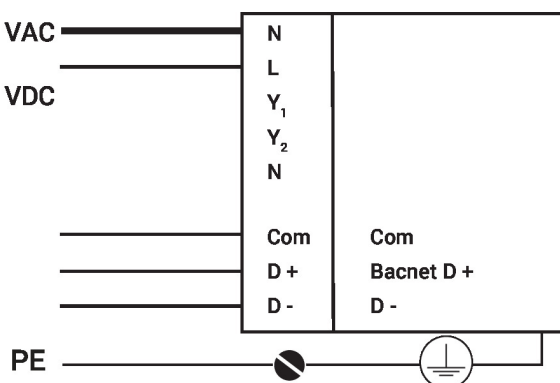 VAC N
L
VDC Y₁
Y₂
N
Com Com
D + Bacnet D +
D - D -
PE